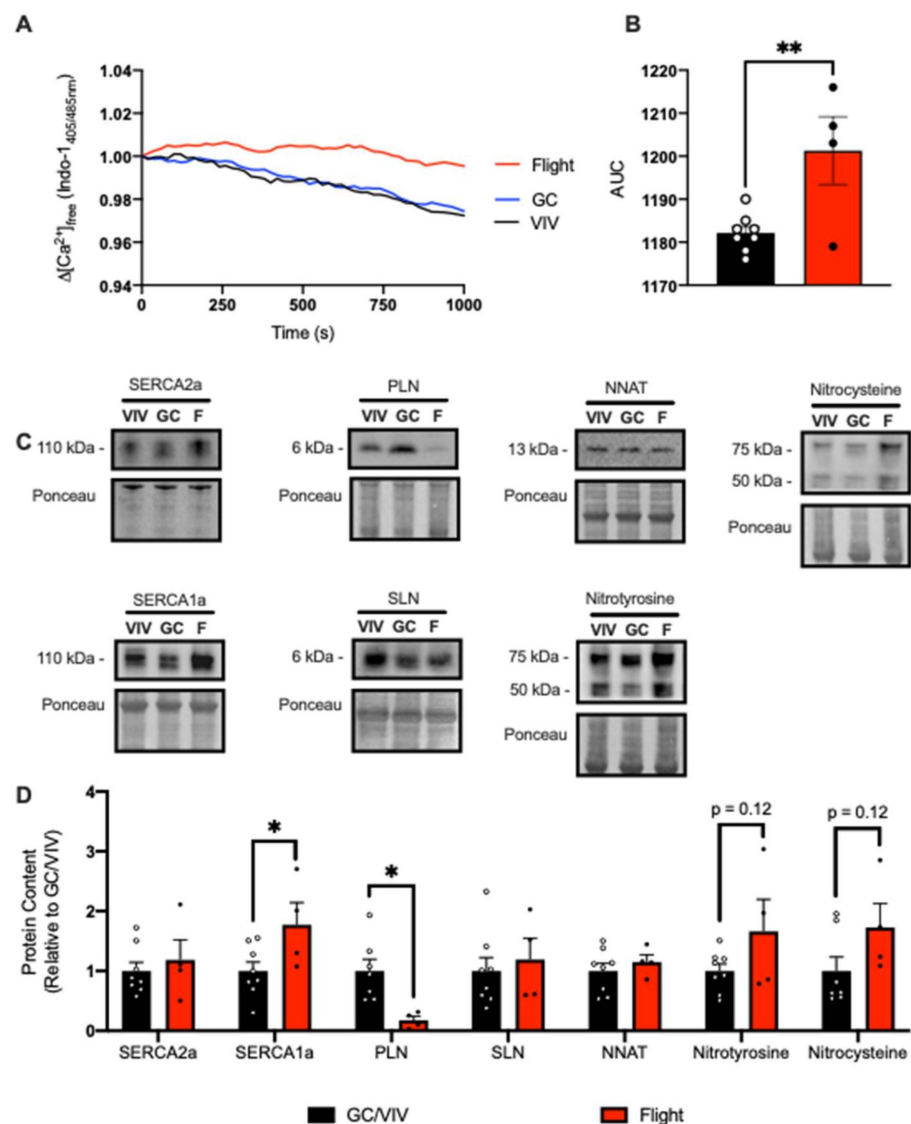 A
Δ[Ca²⁺]free (Indo-1 405/485nm)
1.04
1.02
1.00
0.98
0.96
0.94
0 250 500 750 1000
Time (s)
Flight
GC
VIV
B
**
AUC
1220
1210
1200
1190
1180
1170
C
SERCA2a
VIV GC F
110 kDa -
Ponceau
PLN
VIV GC F
6 kDa -
Ponceau
NNAT
VIV GC F
13 kDa -
Ponceau
Nitrocysteine
VIV GC F
75 kDa -
50 kDa -
Ponceau
SERCA1a
VIV GC F
110 kDa -
Ponceau
SLN
VIV GC F
6 kDa -
Ponceau
Nitrotyrosine
VIV GC F
75 kDa -
50 kDa -
Ponceau
D
Protein Content
(Relative to GC/VIV)
4
3
2
1
0
*
*
p = 0.12
p = 0.12
SERCA2a SERCA1a PLN SLN NNAT Nitrotyrosine Nitrocysteine
GC/VIV Flight